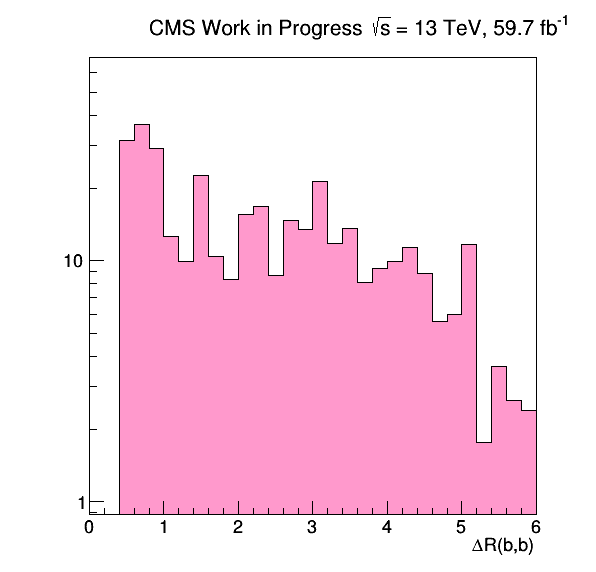 CMS Work in Progress √s = 13 TeV, 59.7 fb⁻¹
10
1
0 1 2 3 4 5 6
ΔR(b,b)